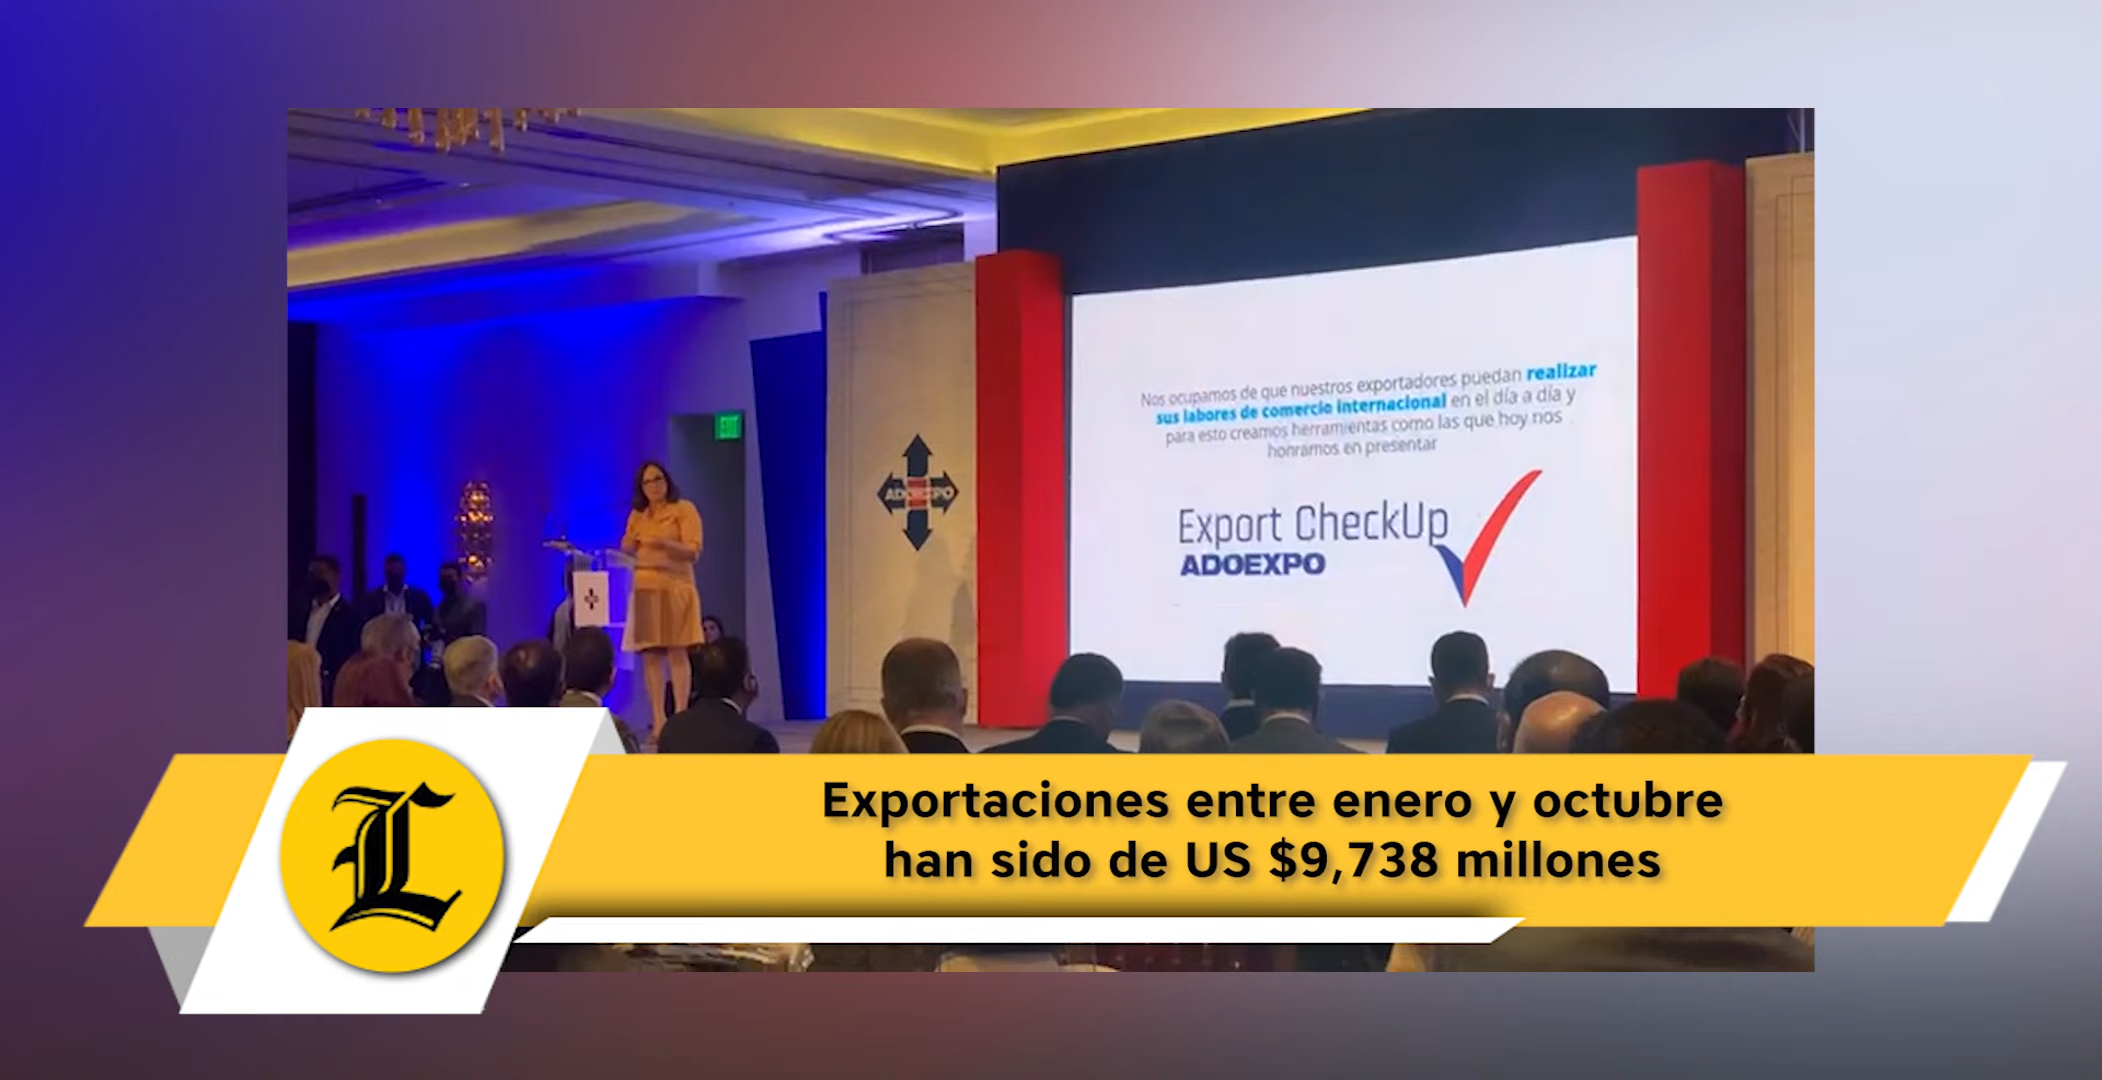 EXIT
ADOEXPO
Nos ocupamos de que nuestros exportadores puedan realizar
sus labores de comercio internacional en el día a día y
para esto creamos herramientas como las que hoy nos
honramos en presentar
Export CheckUp
ADOEXPO
L
Exportaciones entre enero y octubre
han sido de US $9,738 millones